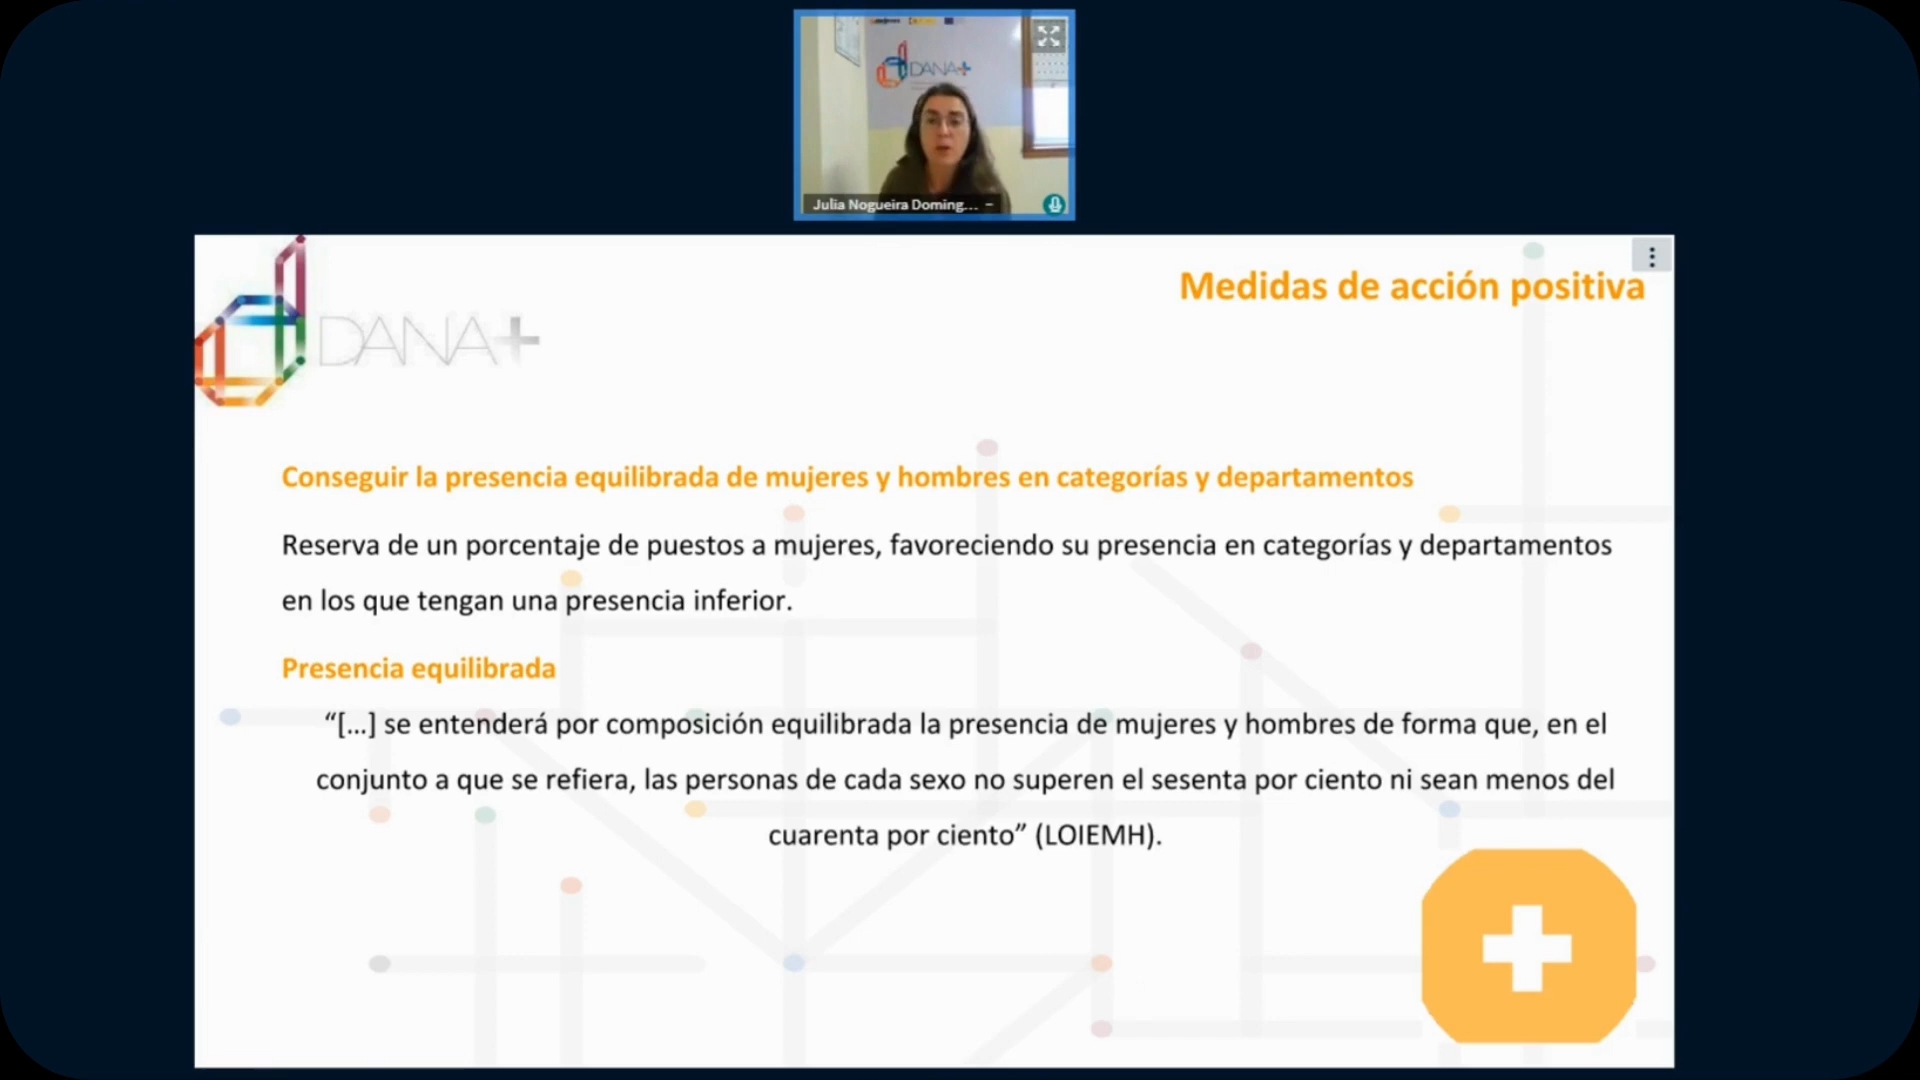 DANA+
Julia Nogueira Doming...
DANA+
Medidas de acción positiva
Conseguir la presencia equilibrada de mujeres y hombres en categorías y departamentos
Reserva de un porcentaje de puestos a mujeres, favoreciendo su presencia en categorías y departamentos
en los que tengan una presencia inferior.
Presencia equilibrada
“[...] se entenderá por composición equilibrada la presencia de mujeres y hombres de forma que, en el
conjunto a que se refiera, las personas de cada sexo no superen el sesenta por ciento ni sean menos del
cuarenta por ciento” (LOIEMH).